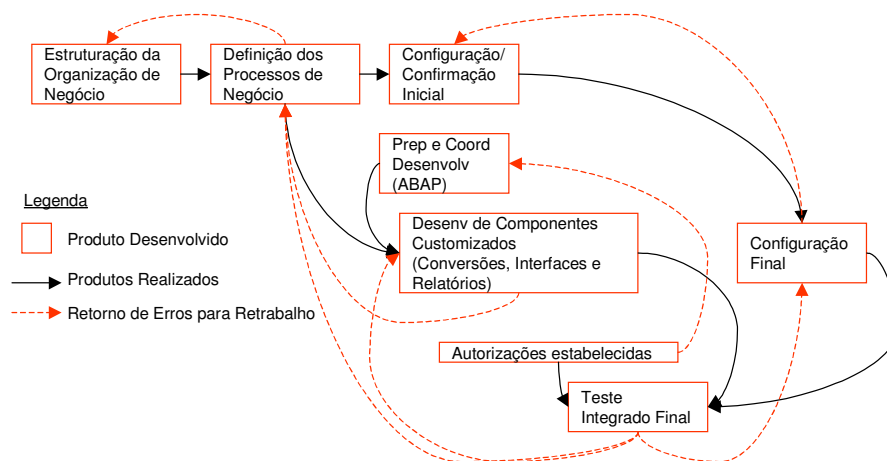 Estruturação da
Organização de
Negócio
Definição dos
Processos de
Negócio
Configuração/
Confirmação
Inicial
Prep e Coord
Desenvolv
(ABAP)
Legenda
Produto Desenvolvido
Produtos Realizados
Retorno de Erros para Retrabalho
Desenv de Componentes
Customizados
(Conversões, Interfaces e
Relatórios)
Configuração
Final
Autorizações estabelecidas
Teste
Integrado Final